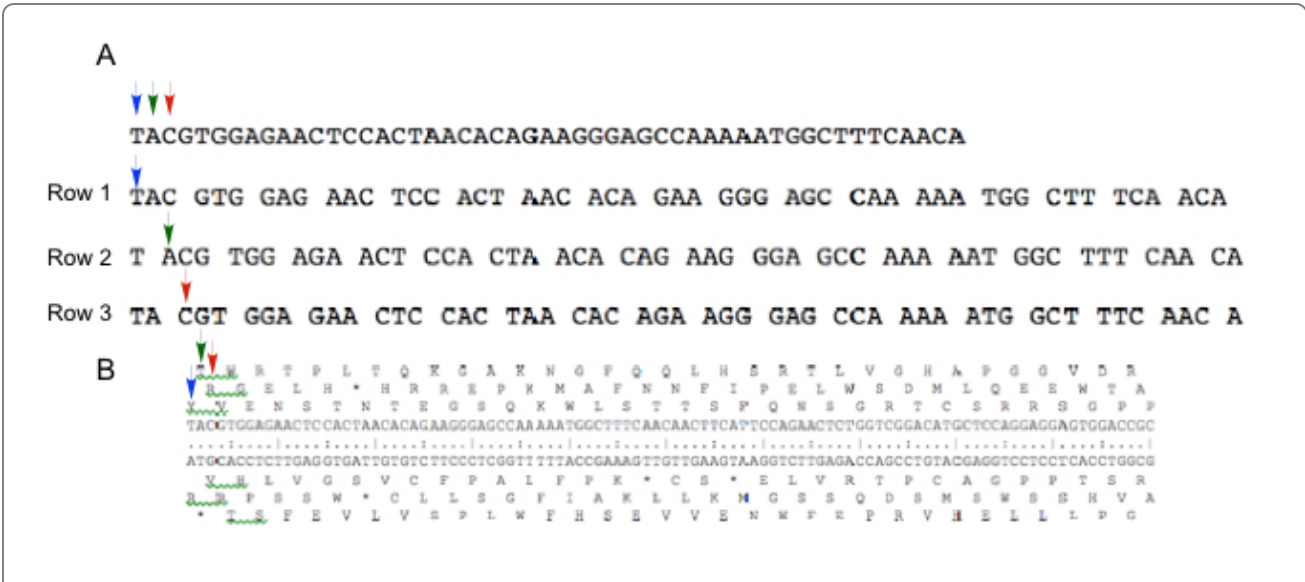 A
TACGTGGAGAACTCCACTAACACAGAAGGGAGCCAAAAATGGCTTTCAACA
Row 1 TAC GTG GAG AAC TCC ACT AAC ACA GAA GGG AGC CAA AAA TGG CTT TCA ACA
Row 2 T ACG TGG AGA ACT CCA CTA ACA CAG AAG GGA GCC AAA AAT GGC TTT CAA CA
Row 3 TA CGT GGA GAA CTC CAC TAA CAC AGA AGG GAG CCA AAA ATG GCT TTC AAC A
B
T W R T P L T Q K G A K N G F Q Q L H S R T L V G H A P G G V D R
R G E L H * H R R E P K M A F N N F I P E L W S D M L Q E E W T A
Y V E N S T N T E G S Q K W L S T T S F Q N S G R T C S R R S G P P
TACGTGGAGAACTCCACTAACACAGAAGGGAGCCAAAAATGGCTTTCAACAACTTCATTCCAGAACTCTGGTCGGACATGCTCCAGGAGGAGTGGACCGC
ATGCACCTCTTGAGGTGATTGTGTCTTCCCTCGGTTTTTACCGAAAGTTGTTGAAGTAAGGTCTTGAGACCAGCCTGTACGAGGTCCTCCTCACCTGGCG
V H L V G S V C F P A L F P K * C S * E L V R T P C A G P P T S R
R R P S S W * C L L S G F I A K L L K M G S S Q D S M S W S S H V A
* T S F E V L V S P L W F H S E V V E N W F E P R V H E L L L P G